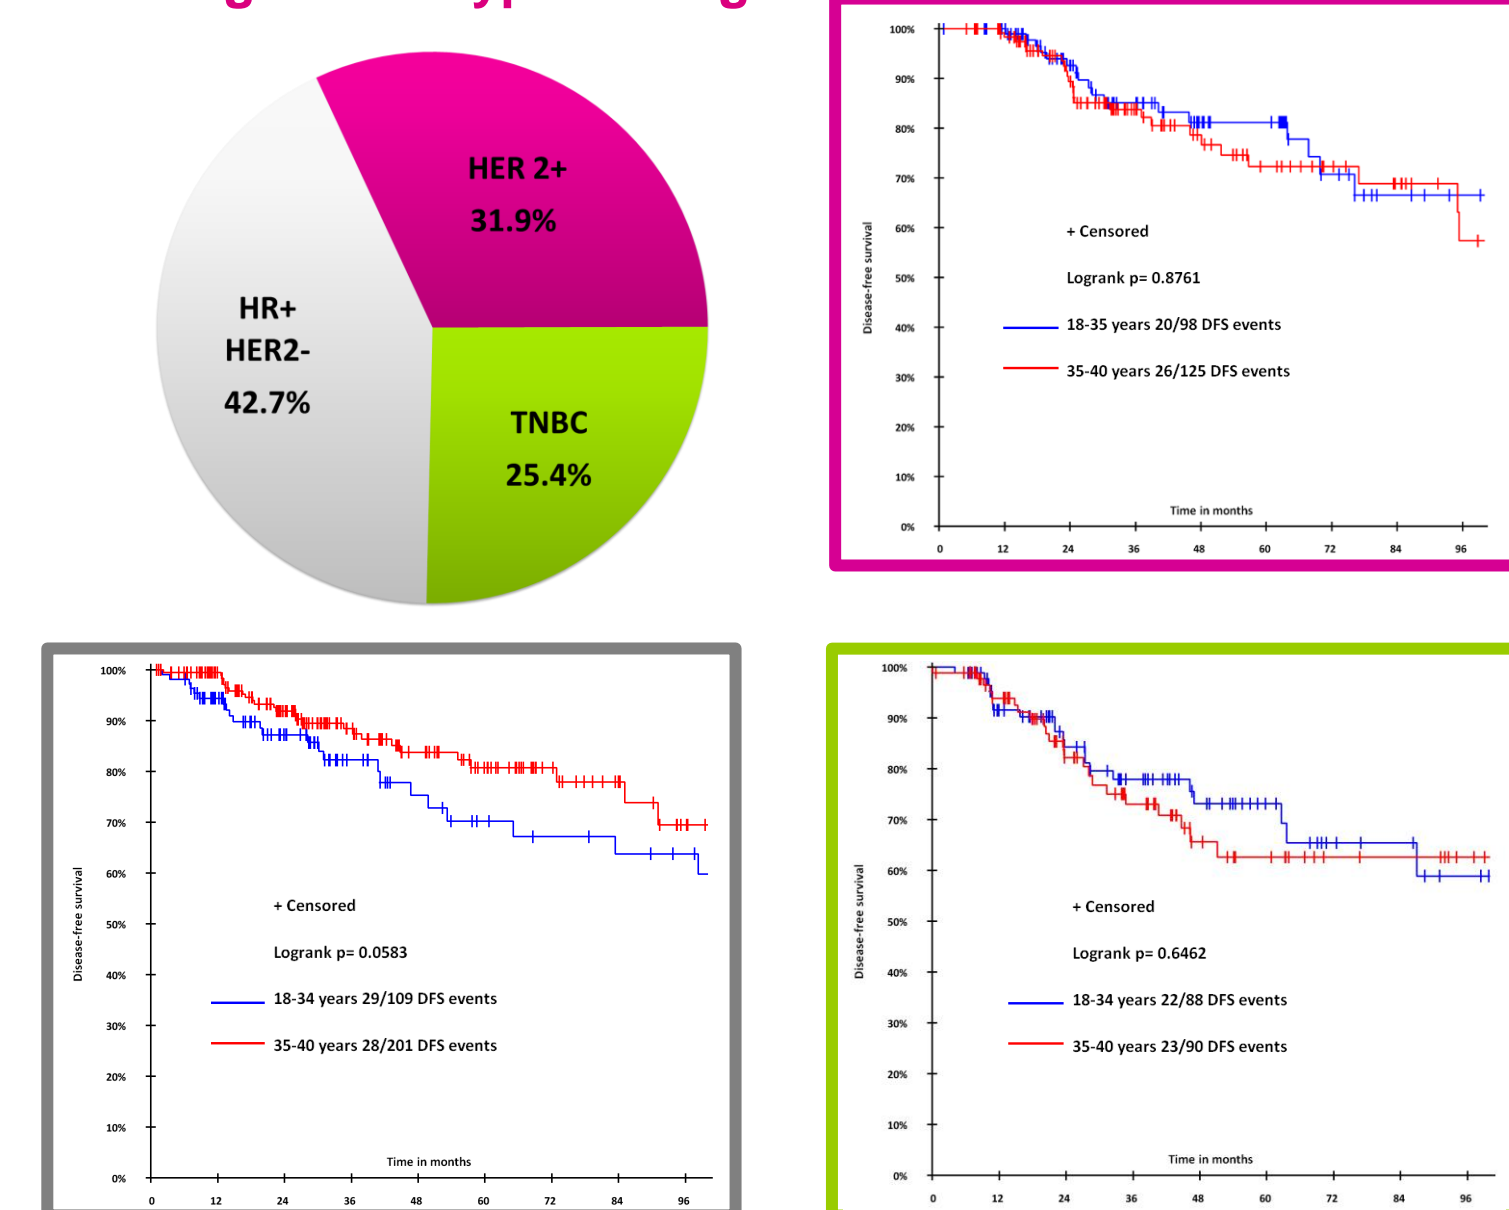 HER 2+
31.9%
HR+
HER2-
42.7%
TNBC
25.4%
100%
90%
80%
70%
60%
50%
40%
30%
20%
10%
0%
Disease-free survival
+ Censored
Logrank p= 0.8761
18-35 years 20/98 DFS events
35-40 years 26/125 DFS events
Time in months
0 12 24 36 48 60 72 84 96
100%
90%
80%
70%
60%
50%
40%
30%
20%
10%
0%
Disease-free survival
+ Censored
Logrank p= 0.0583
18-34 years 29/109 DFS events
35-40 years 28/201 DFS events
Time in months
0 12 24 36 48 60 72 84 96
100%
90%
80%
70%
60%
50%
40%
30%
20%
10%
0%
Disease-free survival
+ Censored
Logrank p= 0.6462
18-34 years 22/88 DFS events
35-40 years 23/90 DFS events
Time in months
0 12 24 36 48 60 72 84 96